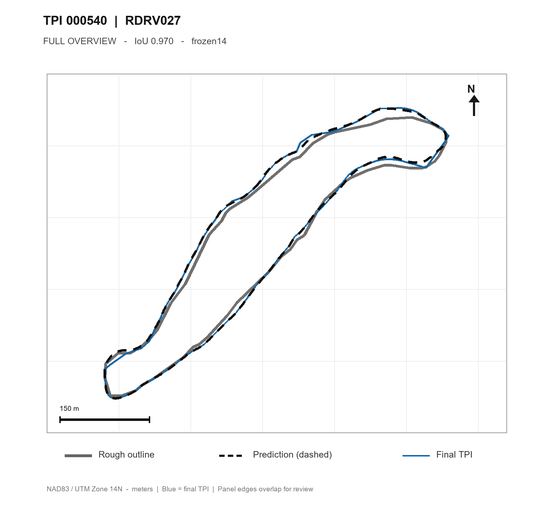 TPI 000540 | RDRV027
FULL OVERVIEW - IoU 0.970 - frozen14
N
150 m
Rough outline Prediction (dashed) Final TPI
NAD83 / UTM Zone 14N - meters | Blue = final TPI | Panel edges overlap for review